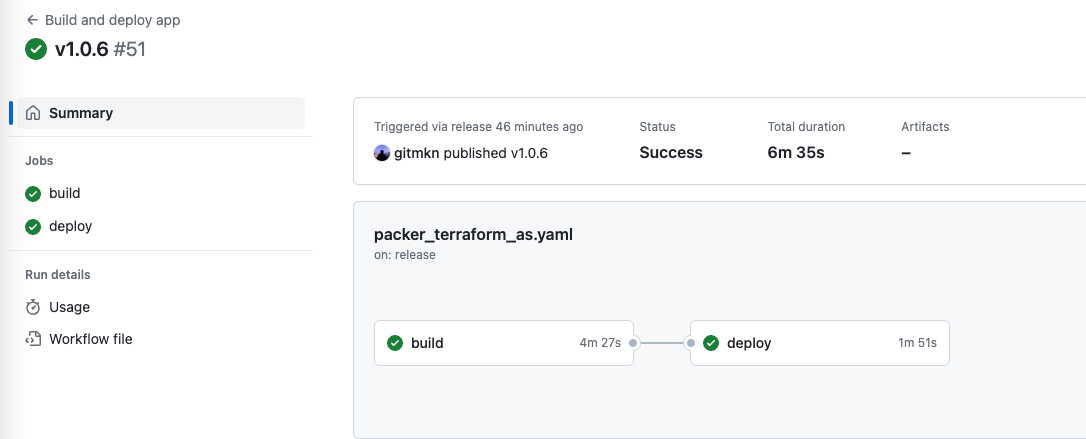 ← Build and deploy app
v1.0.6 #51
Summary
Jobs
build
deploy
Run details
Usage
Workflow file
Triggered via release 46 minutes ago
gitmkn published v1.0.6
Status
Success
Total duration
6m 35s
Artifacts
–
packer_terraform_as.yaml
on: release
build 4m 27s
deploy 1m 51s